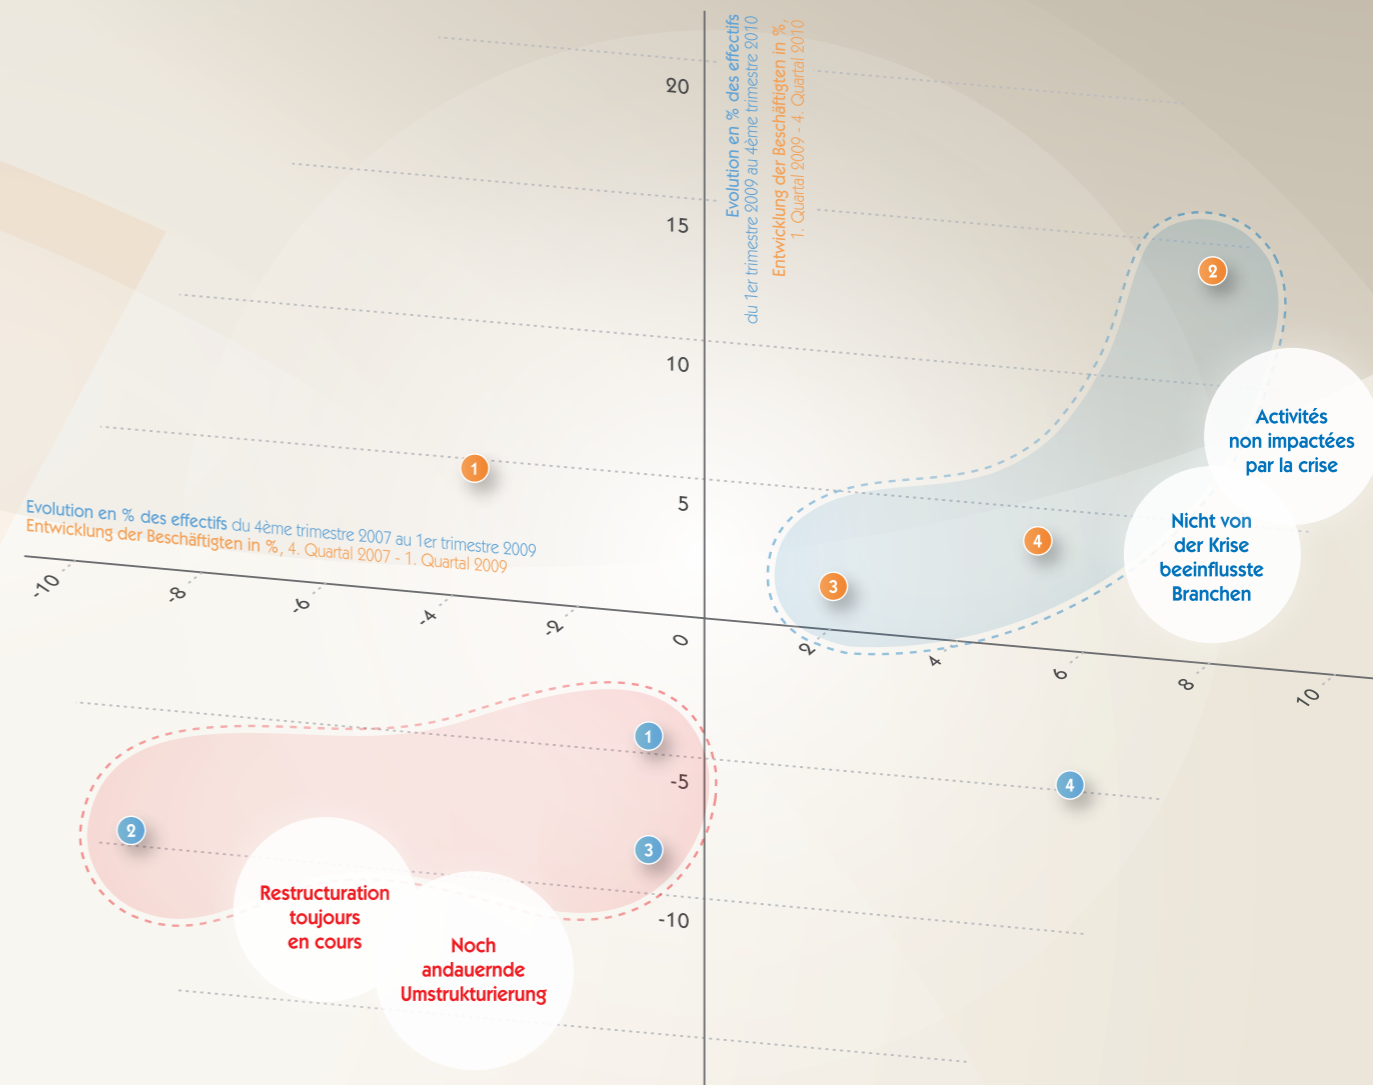 20
Evolution en % des effectifs
du 1er trimestre 2009 au 4ème trimestre 2010
Entwicklung der Beschäftigten in %,
1. Quartal 2009 - 4. Quartal 2010
15
2
10
Activités
non impactées
par la crise
1
5
Evolution en % des effectifs du 4ème trimestre 2007 au 1er trimestre 2009
Entwicklung der Beschäftigten in %, 4. Quartal 2007 - 1. Quartal 2009
4
3
Nicht von
der Krise
beeinflusste
Branchen
-10
-8
-6
-4
-2
0
2
4
6
8
10
1
-5
4
2
3
-10
Restructuration
toujours
en cours
Noch
andauernde
Umstrukturierung